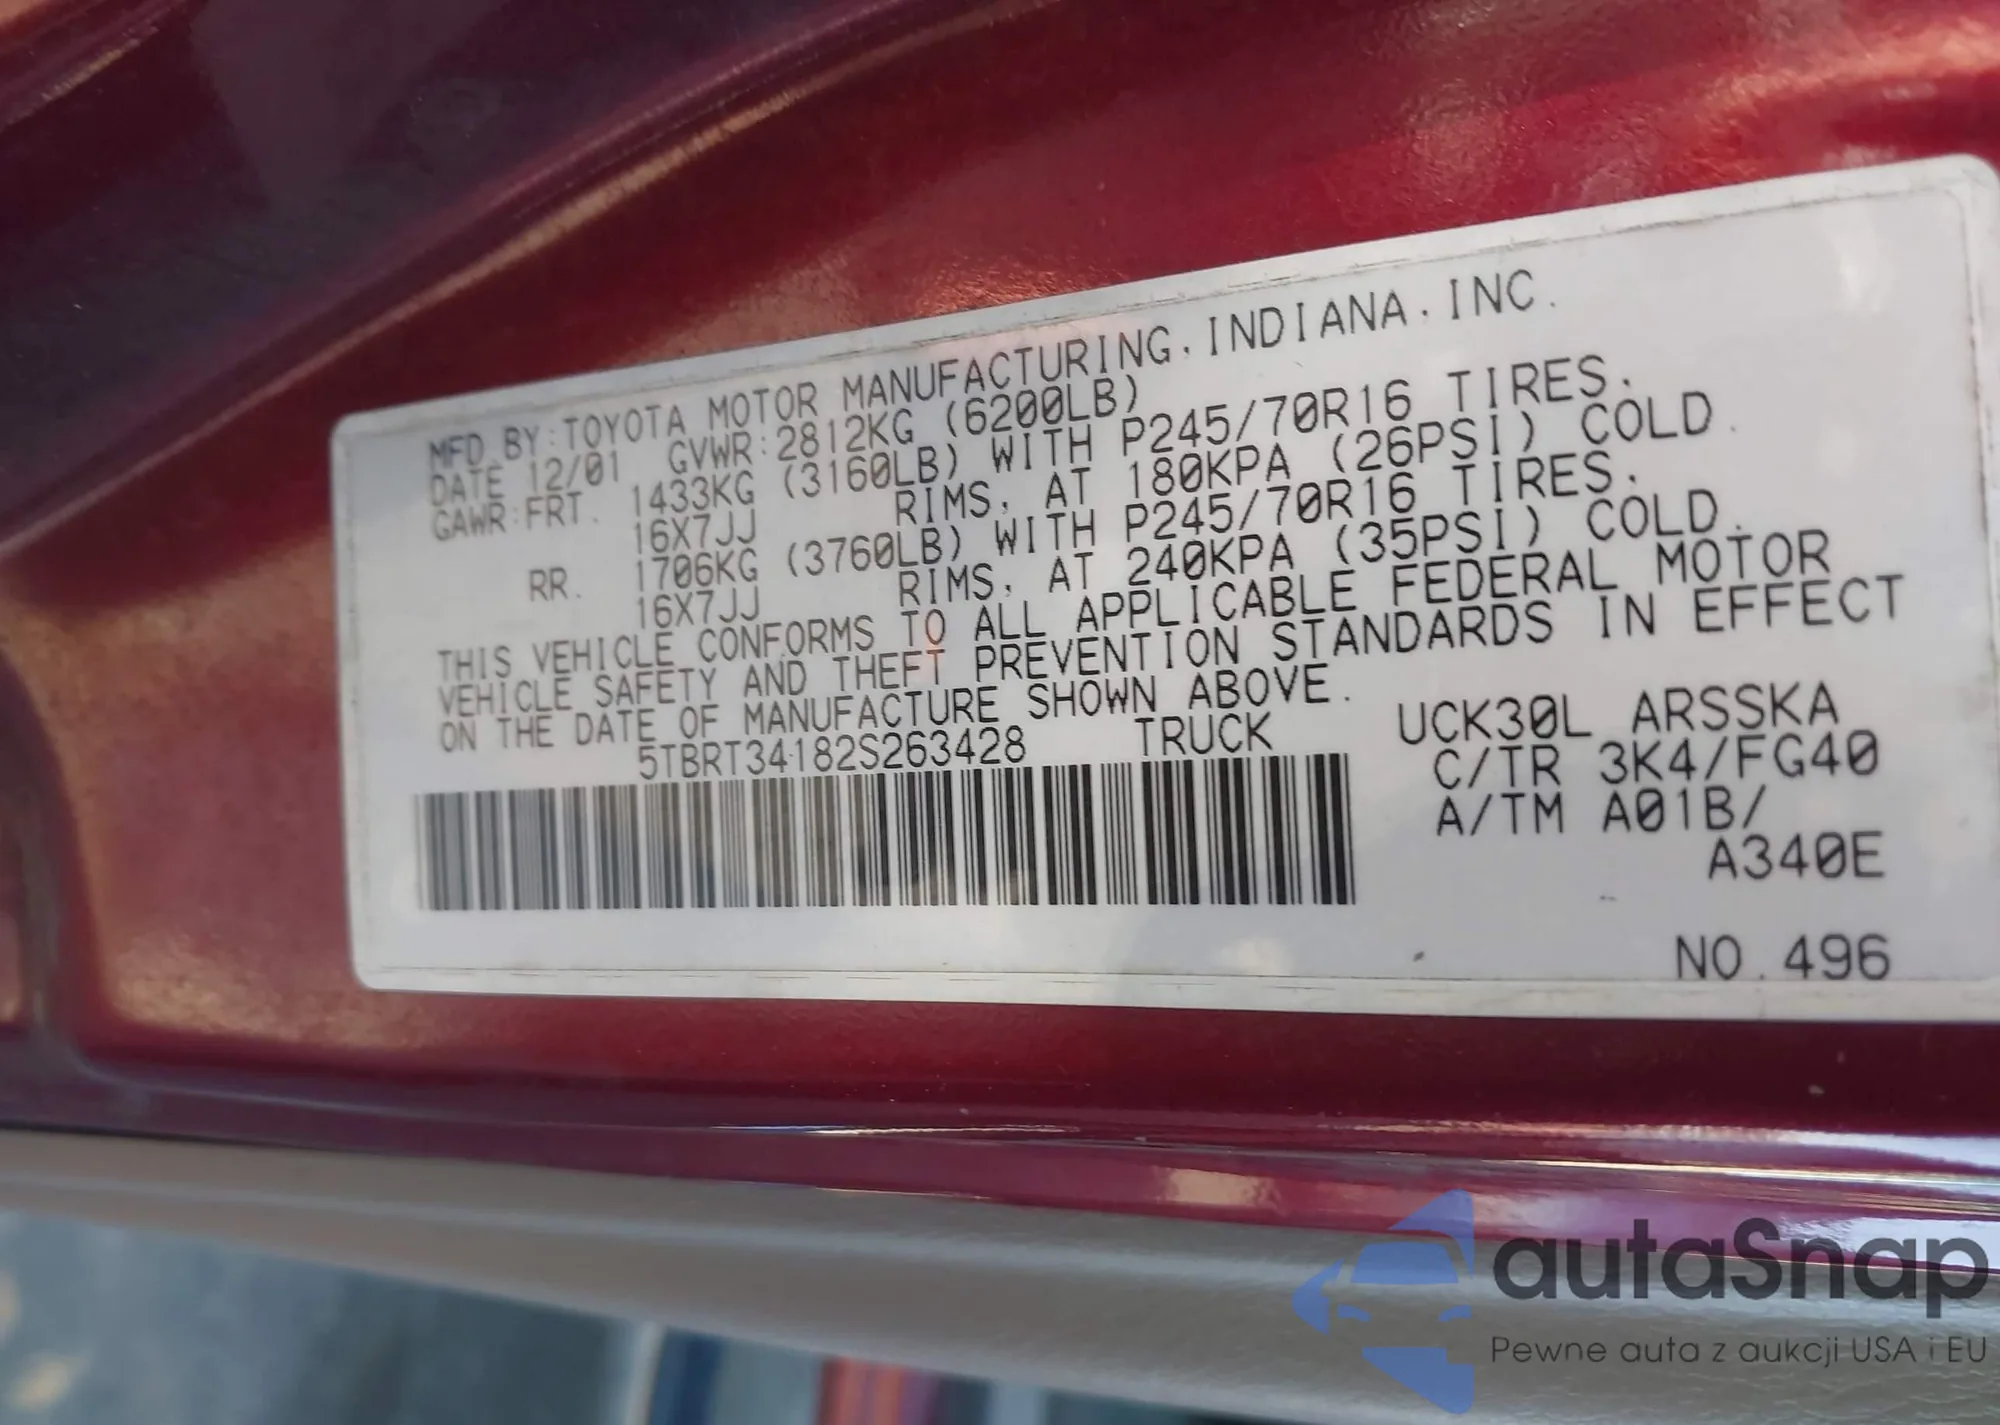 MFD. BY:TOYOTA MOTOR MANUFACTURING, INDIANA, INC.
DATE 12/01 GVWR:2812KG (6200LB)
GAWR:FRT. 1433KG (3160LB) WITH P245/70R16 TIRES.
16X7JJ RIMS, AT 180KPA (26PSI) COLD.
RR. 1706KG (3760LB) WITH P245/70R16 TIRES.
16X7JJ RIMS, AT 240KPA (35PSI) COLD.
THIS VEHICLE CONFORMS TO ALL APPLICABLE FEDERAL MOTOR
VEHICLE SAFETY AND THEFT PREVENTION STANDARDS IN EFFECT
ON THE DATE OF MANUFACTURE SHOWN ABOVE.
5TBRT34182S263428 TRUCK
UCK30L ARSSKA
C/TR 3K4/FG40
A/TM A01B/
A340E
NO.496
autaSnap
Pewne auta z aukcji USA i EU